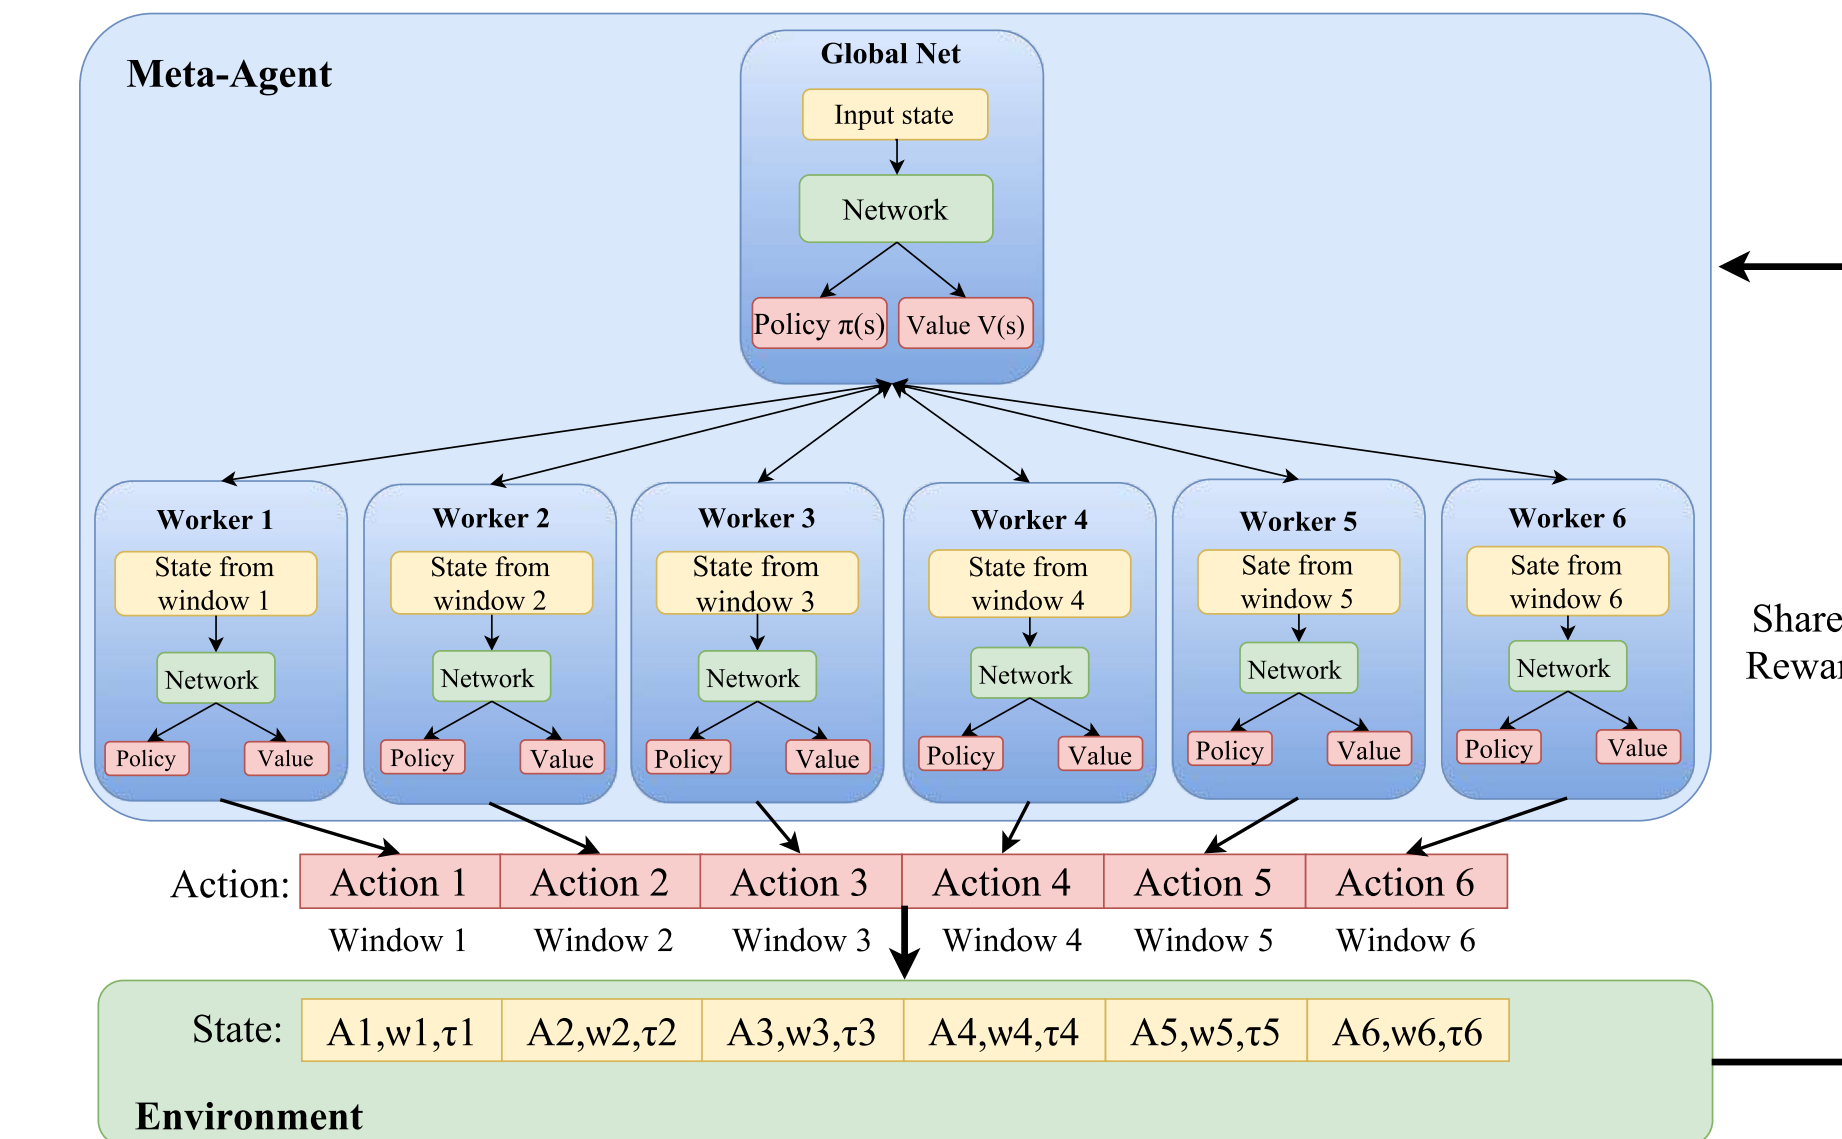 Meta-Agent
Global Net
Input state
Network
Policy π(s)
Value V(s)
Worker 1
State from
window 1
Network
Policy
Value
Worker 2
State from
window 2
Network
Policy
Value
Worker 3
State from
window 3
Network
Policy
Value
Worker 4
State from
window 4
Network
Policy
Value
Worker 5
Sate from
window 5
Network
Policy
Value
Worker 6
Sate from
window 6
Network
Policy
Value
Share
Rewar
Action: Action 1 Action 2 Action 3 Action 4 Action 5 Action 6
Window 1 Window 2 Window 3 Window 4 Window 5 Window 6
State: A1,w1,τ1 A2,w2,τ2 A3,w3,τ3 A4,w4,τ4 A5,w5,τ5 A6,w6,τ6
Environment